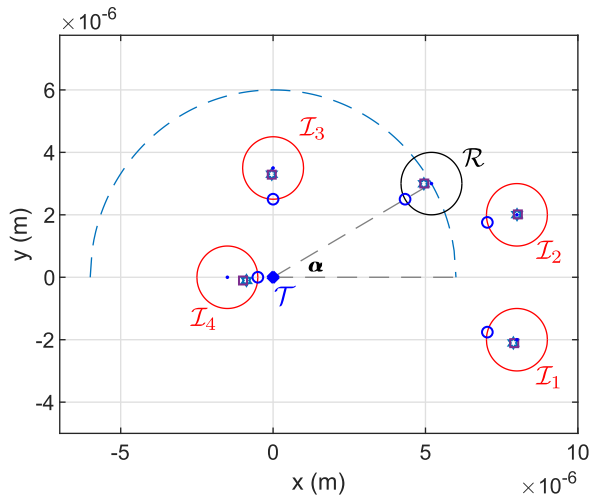 ×10⁻⁶
6
4
2
0
-2
-4
y (m)
𝓘₃
𝓡
𝓘₂
α
𝓣
𝓘₄
𝓘₁
-5 0 5 10
x (m)
×10⁻⁶